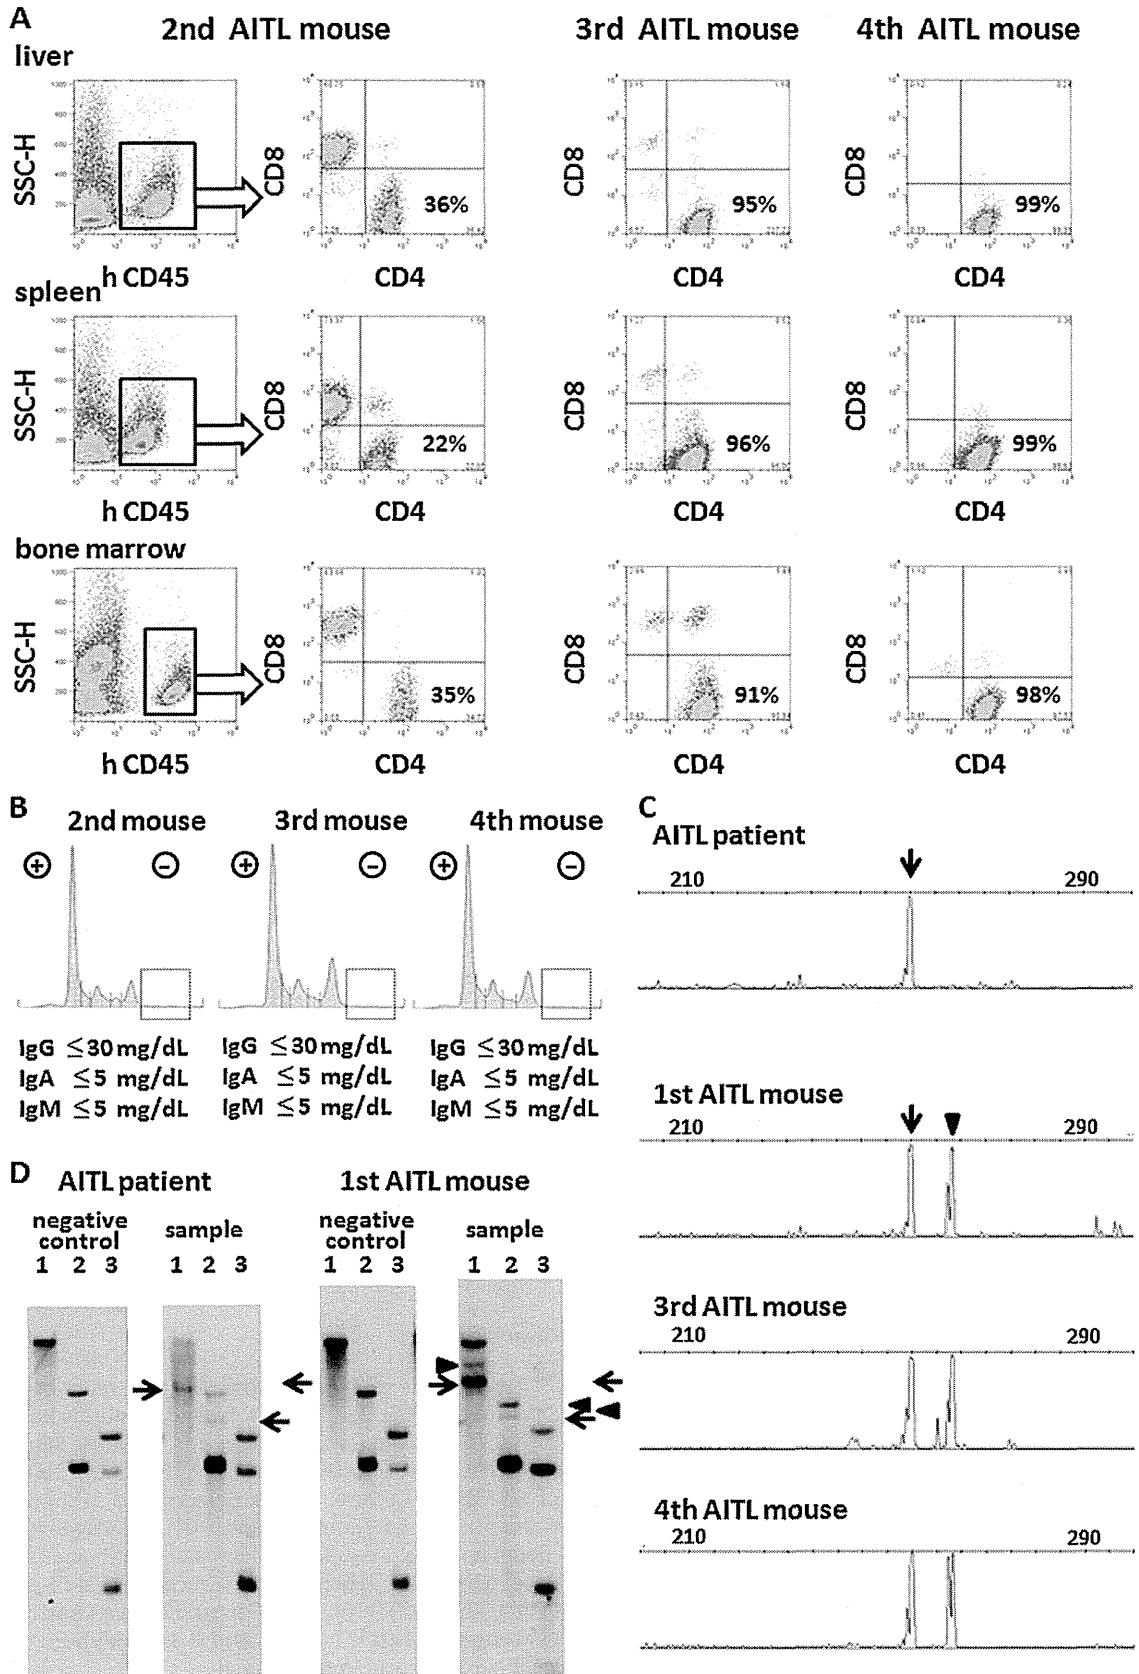 A
2nd AITL mouse
3rd AITL mouse
4th AITL mouse
liver
SSC-H
CD8
36%
CD8
95%
CD8
99%
h CD45
CD4
CD4
CD4
spleen
SSC-H
CD8
22%
CD8
96%
CD8
99%
h CD45
CD4
CD4
CD4
bone marrow
SSC-H
CD8
35%
CD8
91%
CD8
98%
h CD45
CD4
CD4
CD4
B
2nd mouse
3rd mouse
4th mouse
+ −
+ −
+ −
IgG ≤30 mg/dL
IgA ≤5 mg/dL
IgM ≤5 mg/dL
IgG ≤30 mg/dL
IgA ≤5 mg/dL
IgM ≤5 mg/dL
IgG ≤30 mg/dL
IgA ≤5 mg/dL
IgM ≤5 mg/dL
C
AITL patient
210 290
1st AITL mouse
210 290
3rd AITL mouse
210 290
4th AITL mouse
210 290
D
AITL patient
1st AITL mouse
negative
control
sample
negative
control
sample
1 2 3
1 2 3
1 2 3
1 2 3